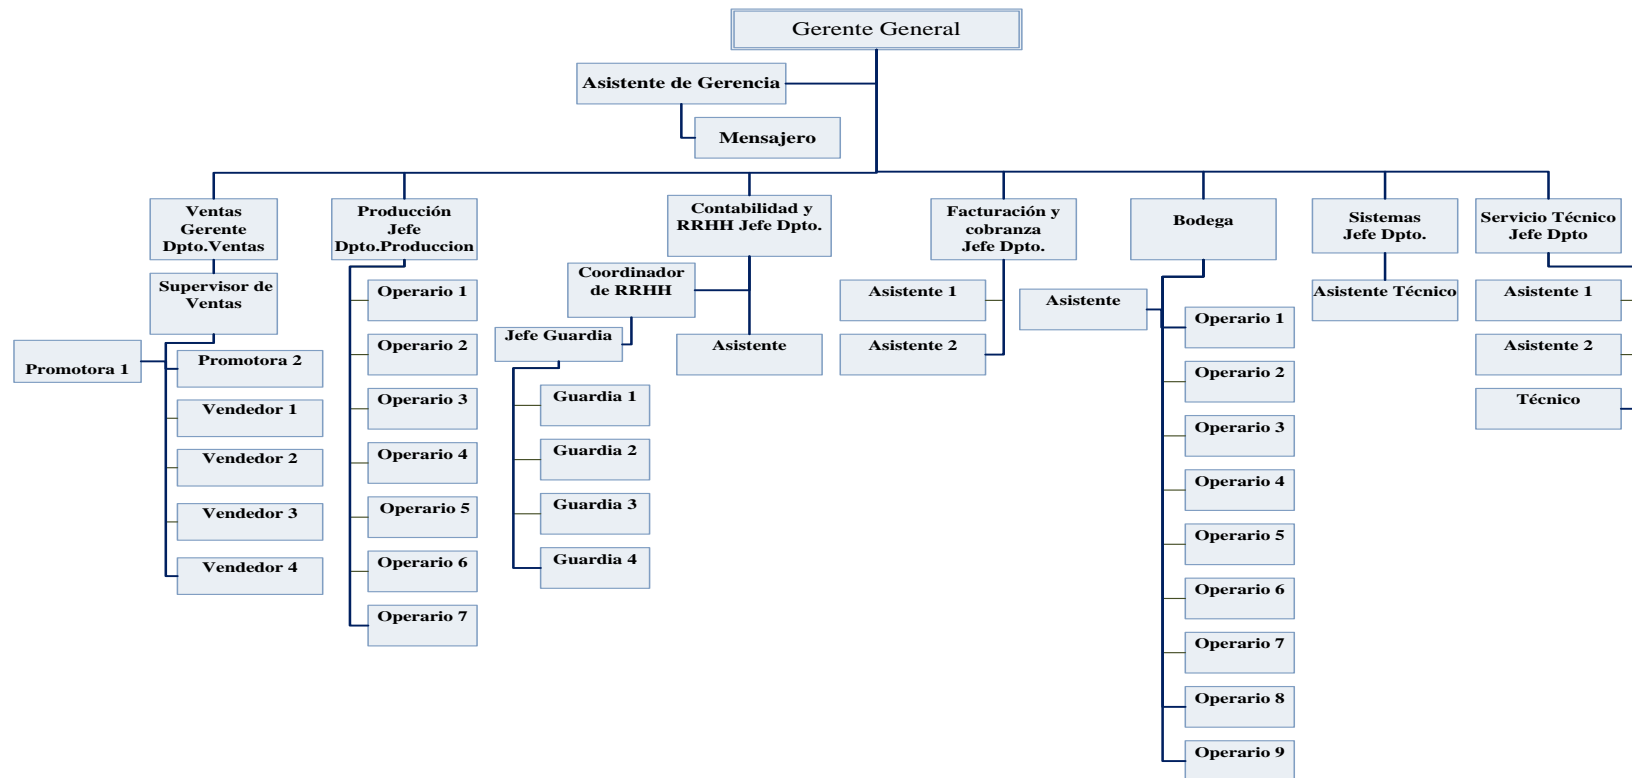 Gerente General
Asistente de Gerencia
Mensajero
Ventas
Gerente
Dpto.Ventas
Producción
Jefe
Dpto.Produccion
Contabilidad y
RRHH Jefe Dpto.
Facturación y
cobranza
Jefe Dpto.
Bodega
Sistemas
Jefe Dpto.
Servicio Técnico
Jefe Dpto
Supervisor de
Ventas
Promotora 1
Promotora 2
Vendedor 1
Vendedor 2
Vendedor 3
Vendedor 4
Operario 1
Operario 2
Operario 3
Operario 4
Operario 5
Operario 6
Operario 7
Coordinador
de RRHH
Jefe Guardia
Asistente
Guardia 1
Guardia 2
Guardia 3
Guardia 4
Asistente 1
Asistente 2
Asistente
Operario 1
Operario 2
Operario 3
Operario 4
Operario 5
Operario 6
Operario 7
Operario 8
Operario 9
Asistente Técnico
Asistente 1
Asistente 2
Técnico